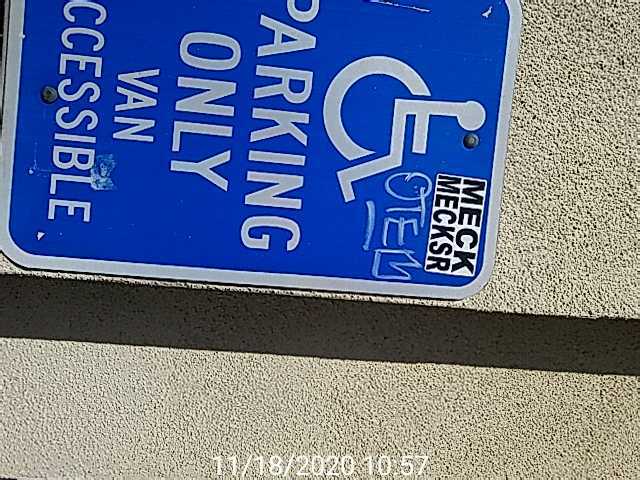 PARKING
ONLY
VAN
CCESSIBLE
MECK
MECKSR
11/18/2020 10:57